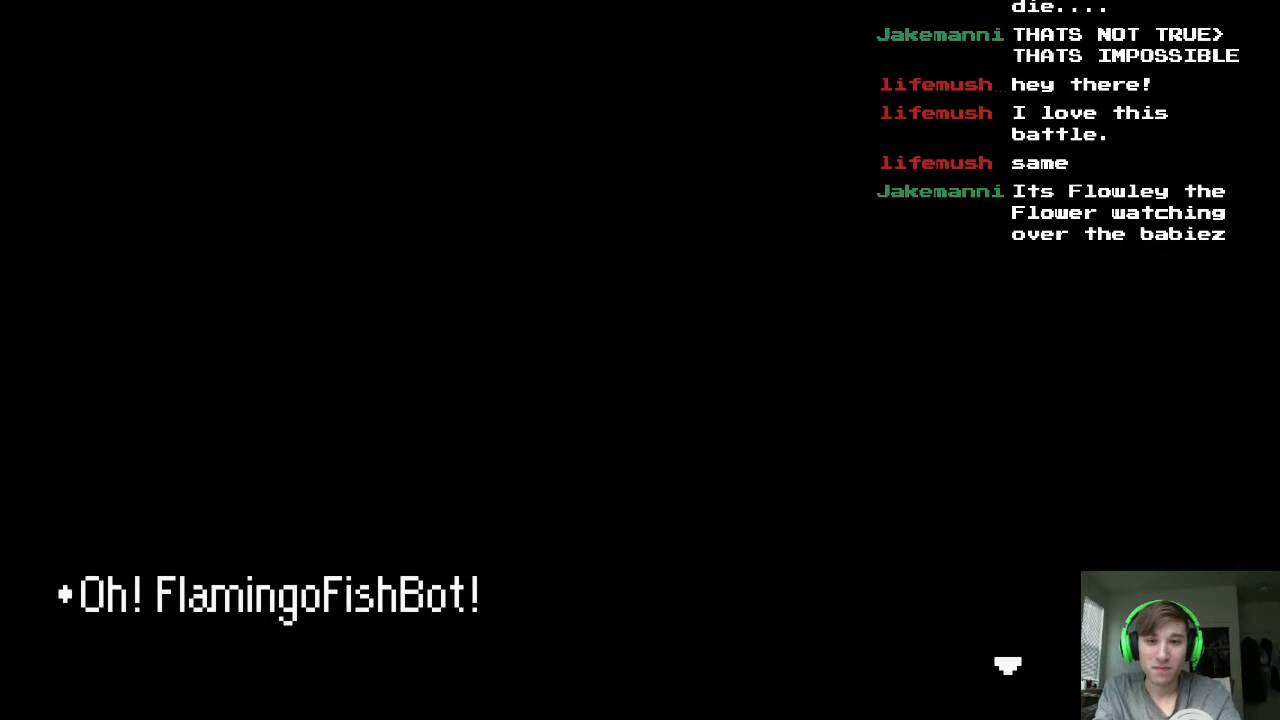 die....
Jakemanni THATS NOT TRUE>
THATS IMPOSSIBLE
lifemush hey there!
lifemush I love this
battle.
lifemush same
Jakemanni Its Flowley the
Flower watching
over the babiez
•Oh! FlamingoFishBot!